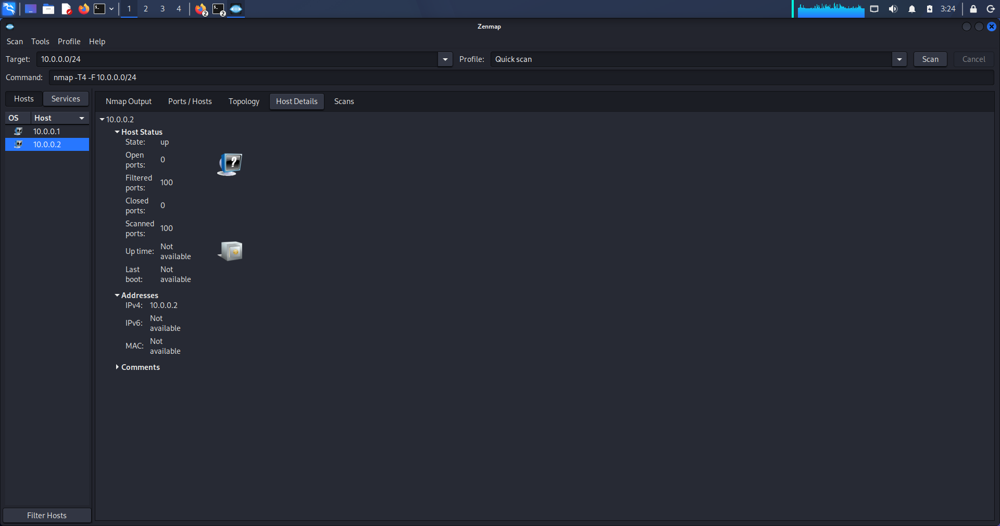 1 2 3 4 2 2 3:24
Zenmap
Scan Tools Profile Help
Target: 10.0.0.0/24 Profile: Quick scan Scan Cancel
Command: nmap -T4 -F 10.0.0.0/24
Hosts Services
Nmap Output Ports / Hosts Topology Host Details Scans
OS Host
10.0.0.1
10.0.0.2
10.0.0.2
Host Status
State: up
Open
ports: 0
Filtered
ports: 100
Closed
ports: 0
Scanned
ports: 100
Up time: Not
available
Last
boot: Not
available
Addresses
IPv4: 10.0.0.2
IPv6: Not
available
MAC: Not
available
Comments
Filter Hosts